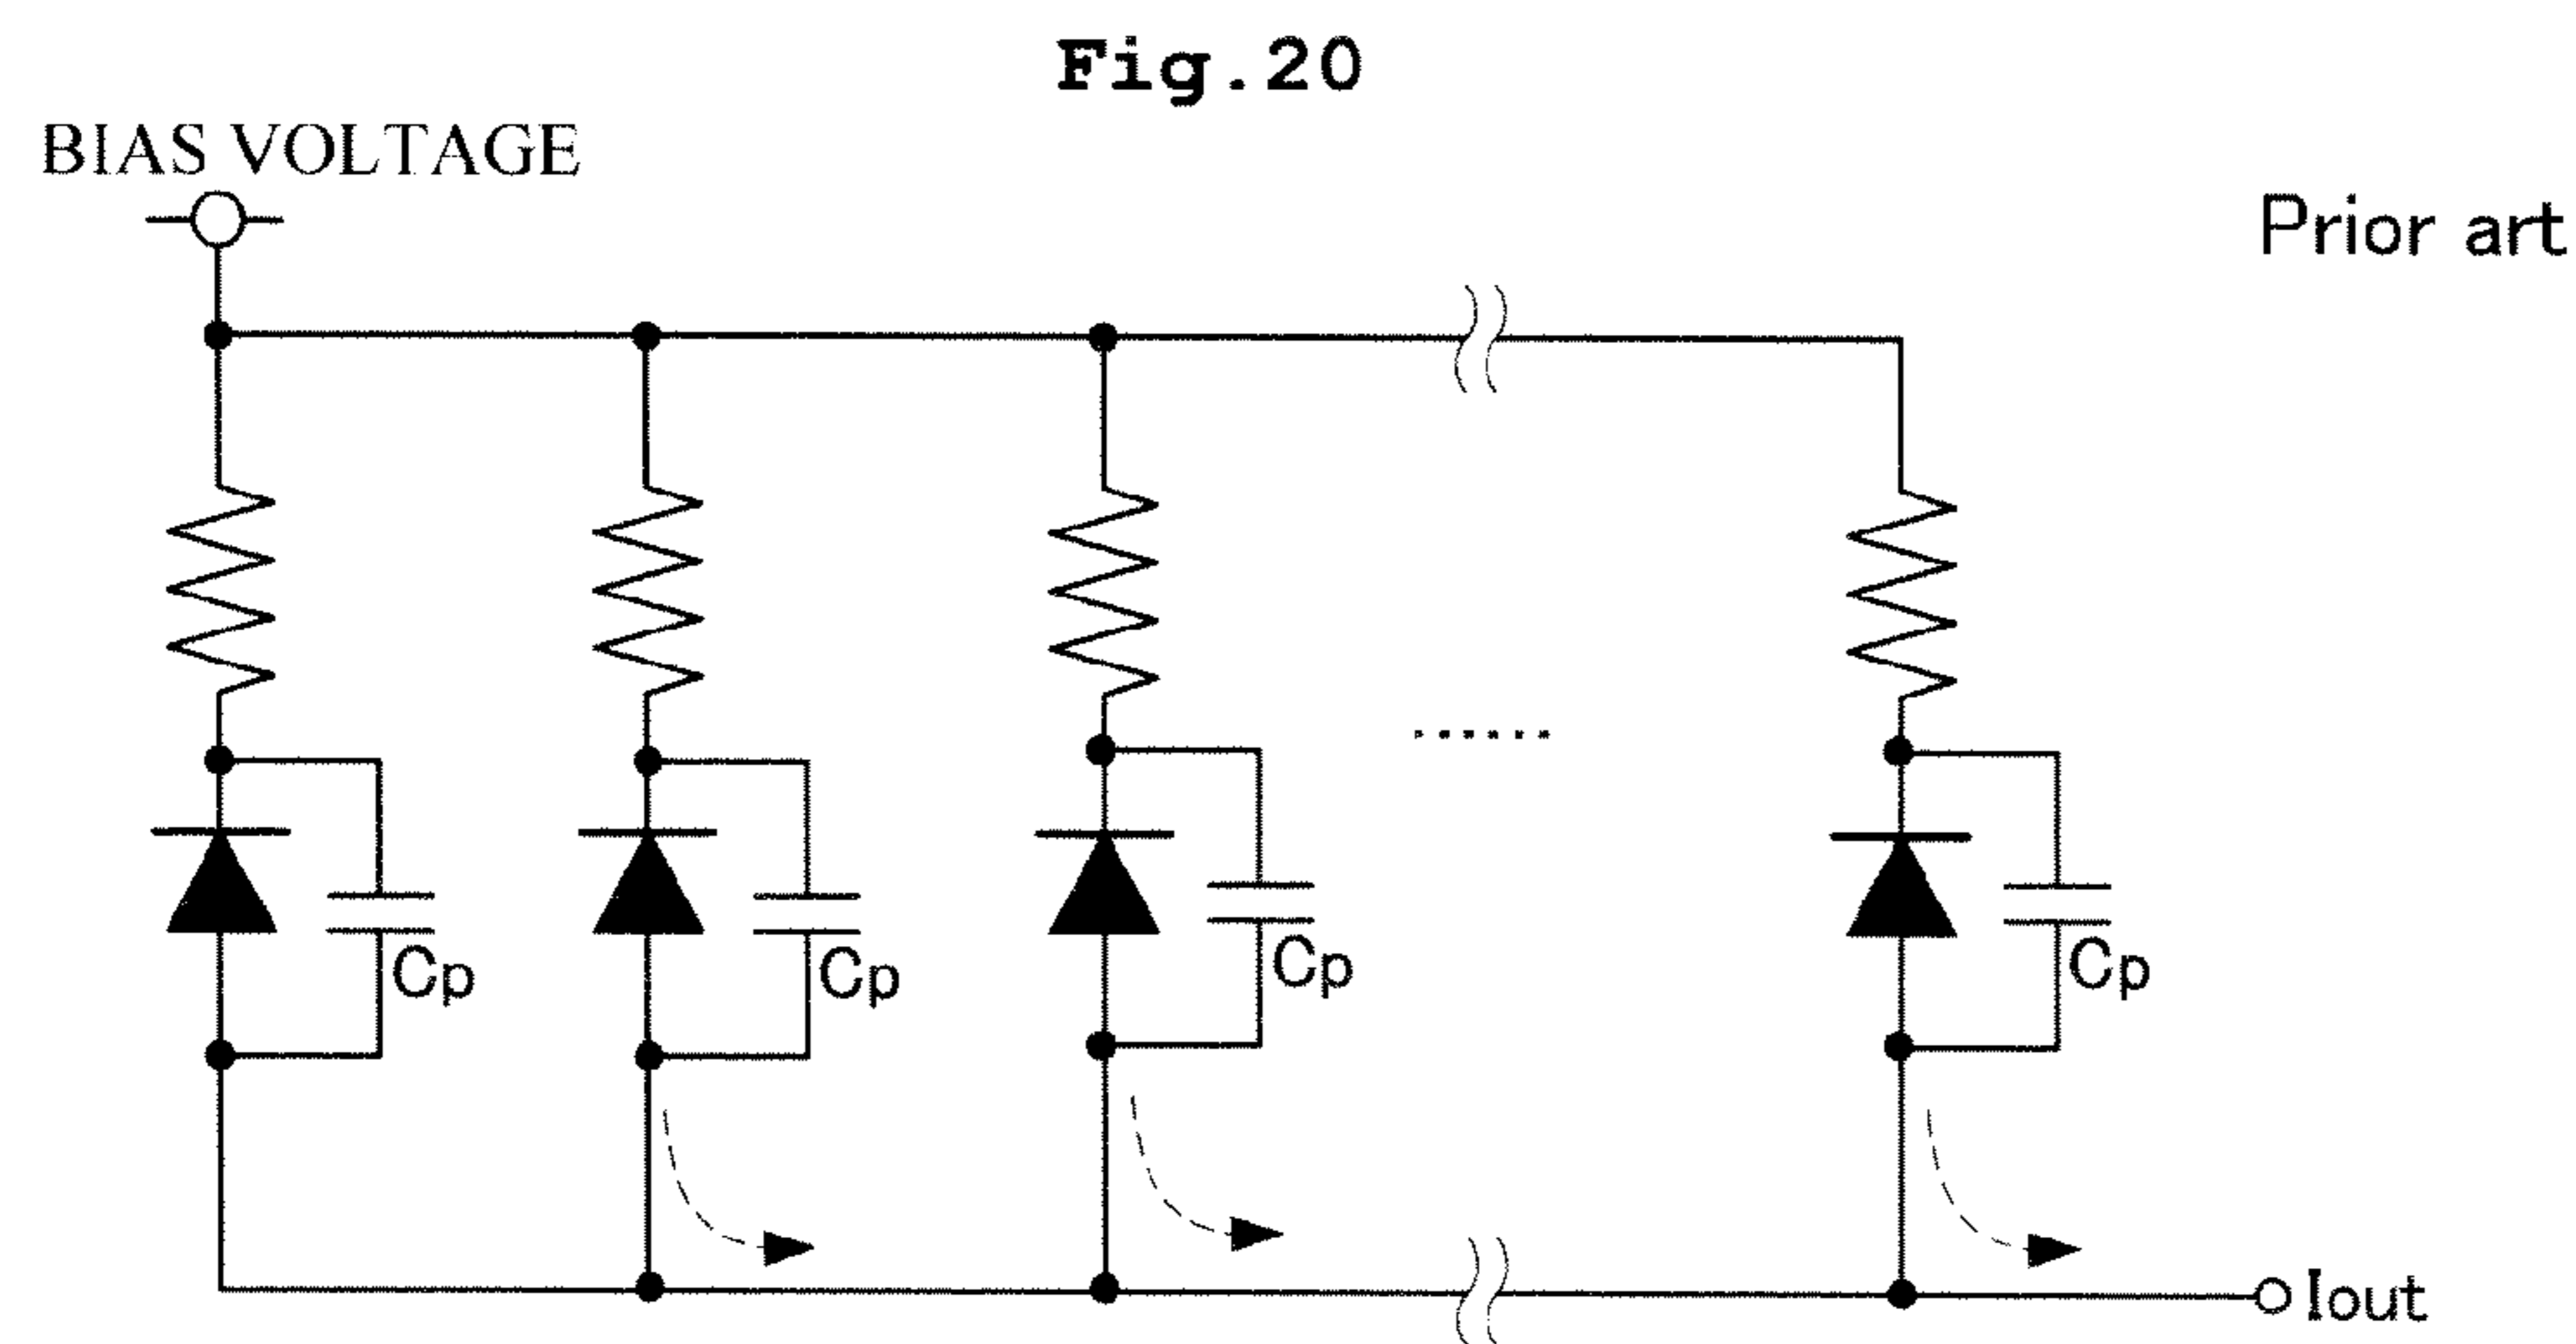 Fig.20
BIAS VOLTAGE
Prior art
Cp
Cp
Cp
Cp
Iout